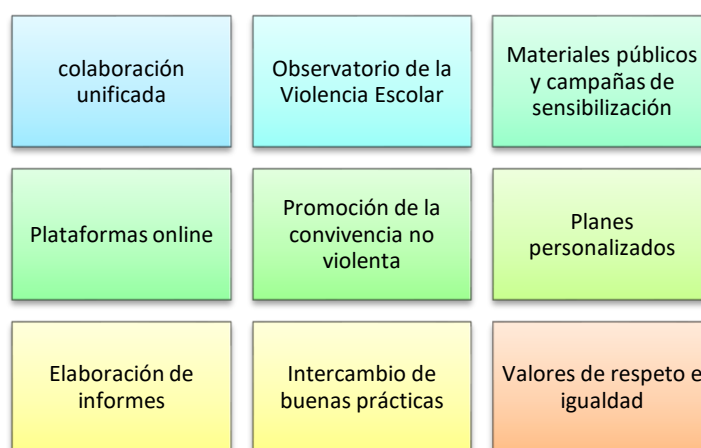 colaboración
unificada
Observatorio de la
Violencia Escolar
Materiales públicos
y campañas de
sensibilización
Plataformas online
Promoción de la
convivencia no
violenta
Planes
personalizados
Elaboración de
informes
Intercambio de
buenas prácticas
Valores de respeto e
igualdad